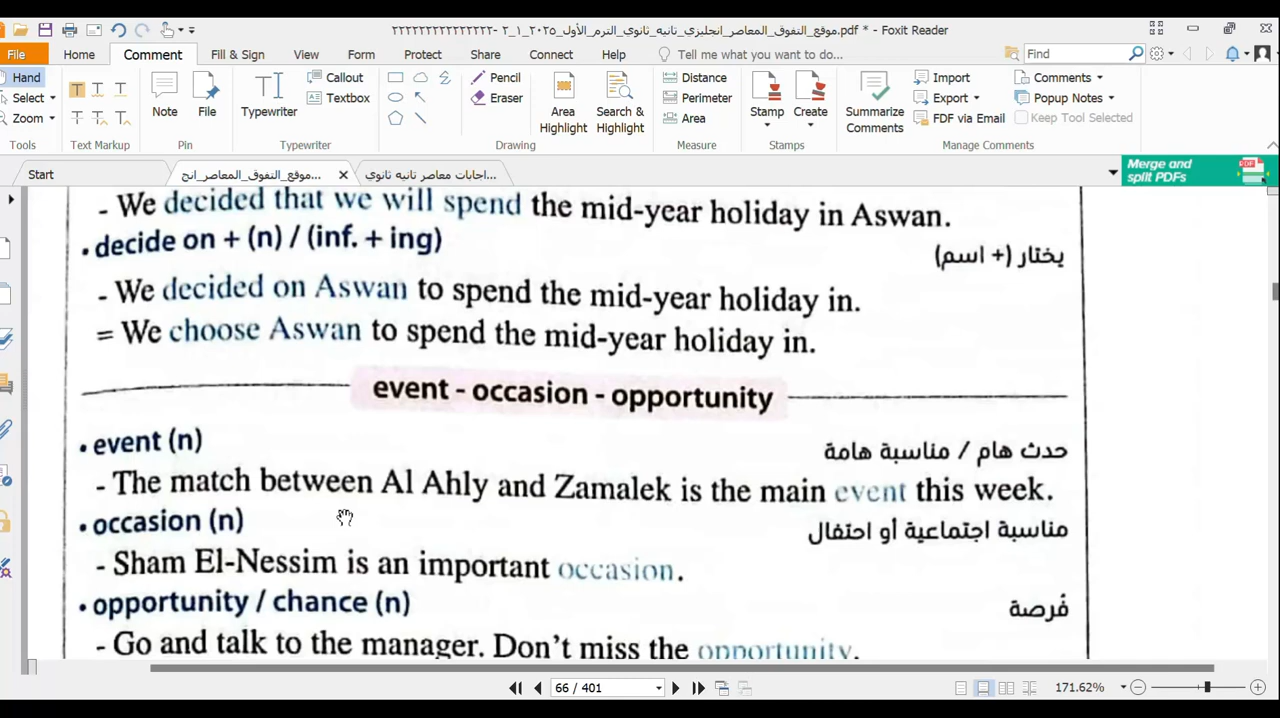 موقع_التفوق_المعاصر_انجليزي_ثانيه_ثانوي_الترم_الأول_٢٠٢٥_١_٢ -٢٢٢٢٢٢٢٢٢٢٢٢٢٢.pdf * - Foxit Reader
File Home Comment Fill & Sign View Form Protect Share Connect Help Tell me what you want to do... Find
Hand Note File Typewriter Callout Pencil Area Highlight Search & Highlight Distance Stamp Create Summarize Comments Import Comments
Select Textbox Eraser Perimeter Export Popup Notes
Zoom Area FDF via Email Keep Tool Selected
Tools Text Markup Pin Typewriter Drawing Measure Stamps Manage Comments
Start موقع_التفوق_المعاصر_انج... اجابات معاصر ثانيه ثانوي... Merge and split PDFs
- We decided that we will spend the mid-year holiday in Aswan.
• decide on + (n) / (inf. + ing) يختار (+ اسم)
- We decided on Aswan to spend the mid-year holiday in.
= We choose Aswan to spend the mid-year holiday in.
event - occasion - opportunity
• event (n) حدث هام / مناسبة هامة
- The match between Al Ahly and Zamalek is the main event this week.
• occasion (n) مناسبة اجتماعية أو احتفال
- Sham El-Nessim is an important occasion.
• opportunity / chance (n) فُرصة
- Go and talk to the manager. Don't miss the opportunity.
66 / 401 171.62%